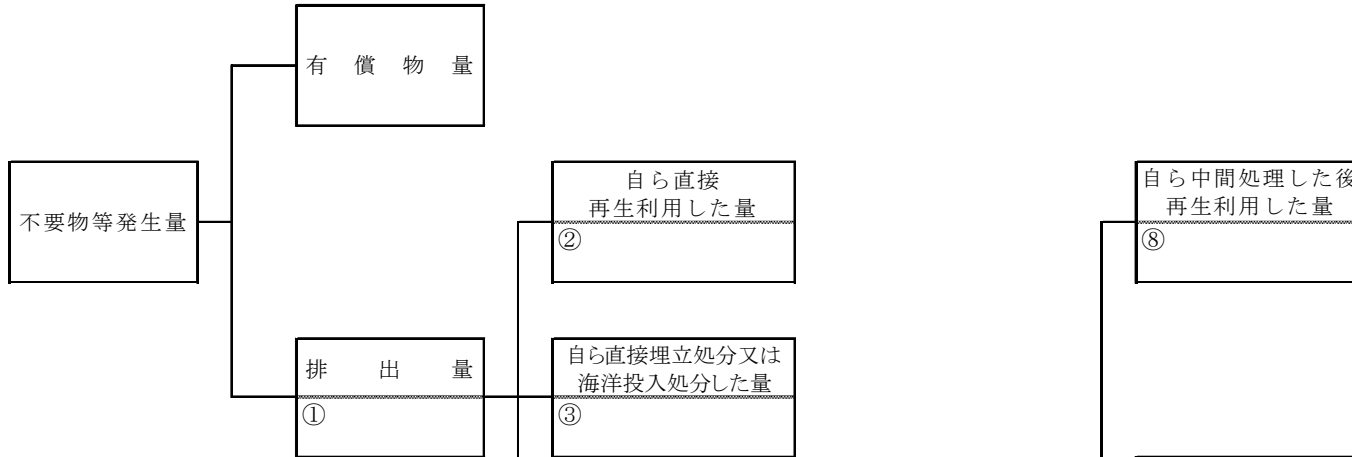 有償物量
不要物等発生量
自ら直接
再生利用した量
②
自ら中間処理した後
再生利用した量
⑧
排出量
①
自ら直接埋立処分又は
海洋投入処分した量
③